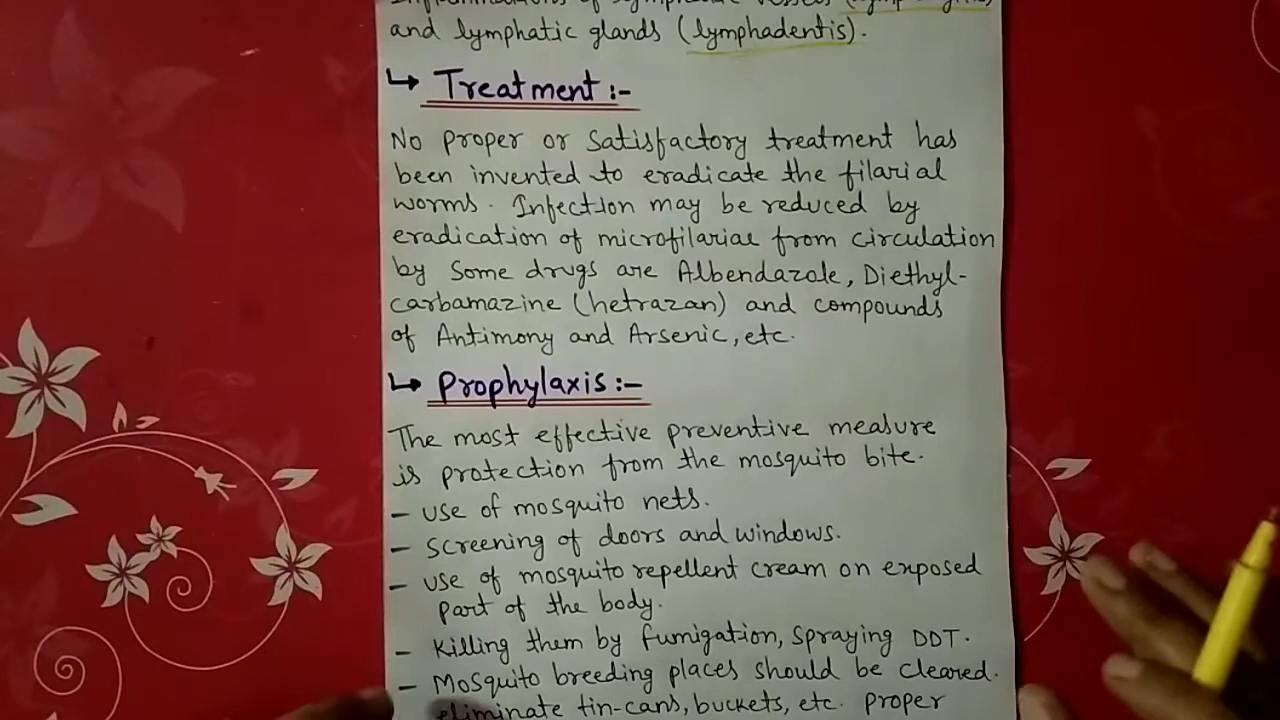 and lymphatic glands (lymphadentis).
↳ Treatment :-
No proper or satisfactory treatment has
been invented to eradicate the filarial
worms. Infection may be reduced by
eradication of microfilariae from circulation
by some drugs are Albendazole, Diethyl-
carbamazine (hetrazan) and compounds
of Antimony and Arsenic, etc.
↳ Prophylaxis :-
The most effective preventive measure
is protection from the mosquito bite.
- use of mosquito nets.
- screening of doors and windows.
- use of mosquito repellent cream on exposed
part of the body.
- Killing them by fumigation, spraying DDT.
- Mosquito breeding places should be cleared.
eliminate tin-cans, buckets, etc. proper